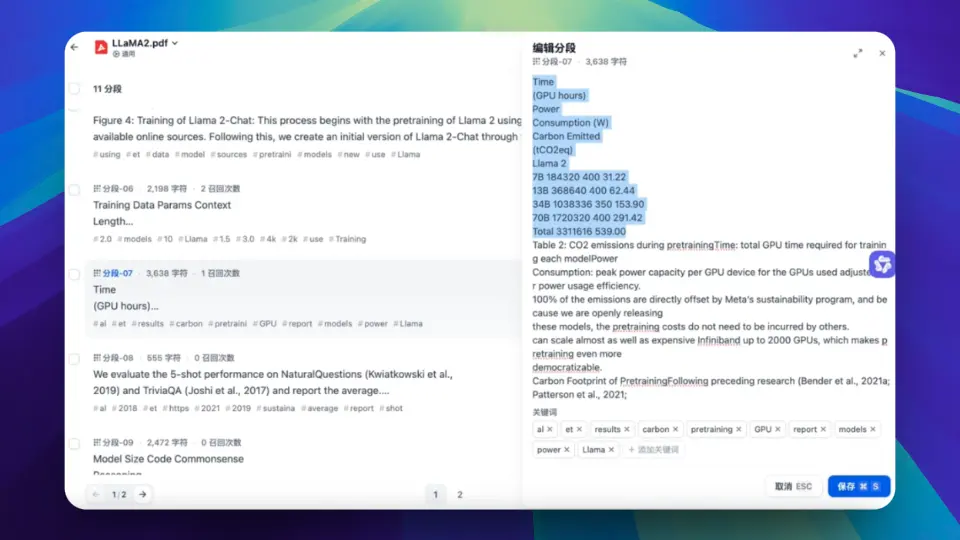 LLaMA2.pdf
通用
11 分段
Figure 4: Training of Llama 2-Chat: This process begins with the pretraining of Llama 2 using
available online sources. Following this, we create an initial version of Llama 2-Chat through
# using # et # data # model # sources # pretraini # models # new # use # Llama
分段-06 · 2,198 字符 · 2 召回次数
Training Data Params Context
Length...
# 2.0 # models # 10 # Llama # 1.5 # 3.0 # 4k # 2k # use # Training
分段-07 · 3,638 字符 · 1 召回次数
Time
(GPU hours)...
# al # et # results # carbon # pretraini # GPU # report # models # power # Llama
分段-08 · 555 字符 · 0 召回次数
We evaluate the 5-shot performance on NaturalQuestions (Kwiatkowski et al.,
2019) and TriviaQA (Joshi et al., 2017) and report the average....
# al # 2018 # et # https # 2021 # 2019 # sustaina # average # report # shot
分段-09 · 2,472 字符 · 0 召回次数
Model Size Code Commonsense
1/2
1 2
编辑分段
分段-07 · 3,638 字符
Time
(GPU hours)
Power
Consumption (W)
Carbon Emitted
(tCO2eq)
Llama 2
7B 184320 400 31.22
13B 368640 400 62.44
34B 1038336 350 153.90
70B 1720320 400 291.42
Total 3311616 539.00
Table 2: CO2 emissions during pretrainingTime: total GPU time required for trainin
g each modelPower
Consumption: peak power capacity per GPU device for the GPUs used adjuste
r power usage efficiency.
100% of the emissions are directly offset by Meta's sustainability program, and be
cause we are openly releasing
these models, the pretraining costs do not need to be incurred by others.
can scale almost as well as expensive Infiniband up to 2000 GPUs, which makes p
retraining even more
democratizable.
Carbon Footprint of PretrainingFollowing preceding research (Bender et al., 2021a;
Patterson et al., 2021;
关键词
al × et × results × carbon × pretraining × GPU × report × models ×
power × Llama × + 添加关键词
取消 ESC 保存 ⌘ S